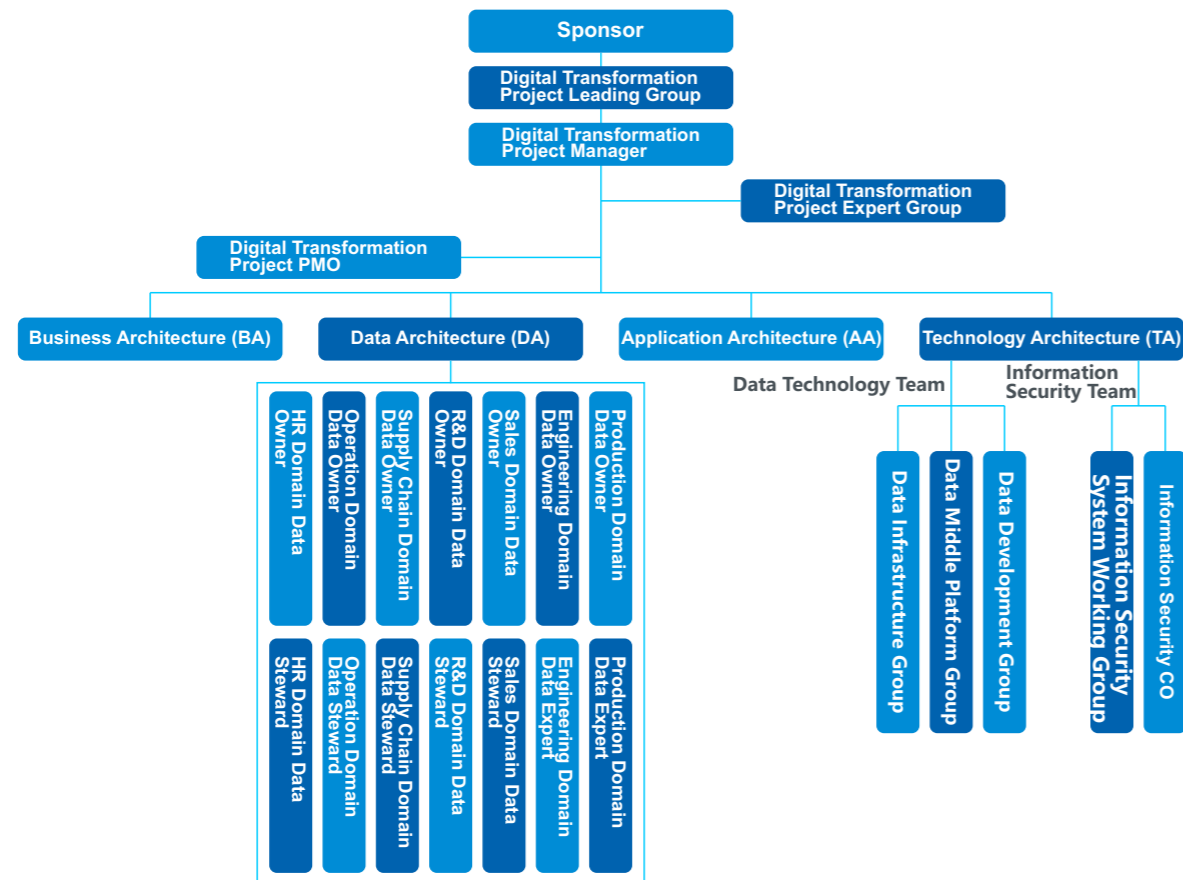 Sponsor
Digital Transformation
Project Leading Group
Digital Transformation
Project Manager
Digital Transformation
Project Expert Group
Digital Transformation
Project PMO
Business Architecture (BA)
Data Architecture (DA)
Application Architecture (AA)
Technology Architecture (TA)
Data Technology Team
Information
Security Team
HR Domain Data
Owner
Operation Domain
Data Owner
Supply Chain Domain
Data Owner
R&D Domain Data
Owner
Sales Domain Data
Owner
Engineering Domain
Data Owner
Production Domain
Data Owner
Data Infrastructure Group
Data Middle Platform Group
Data Development Group
Information Security
System Working Group
Information Security CO
HR Domain Data
Steward
Operation Domain
Data Steward
Supply Chain Domain
Data Steward
R&D Domain Data
Steward
Sales Domain Data
Steward
Engineering Domain
Data Expert
Production Domain
Data Expert